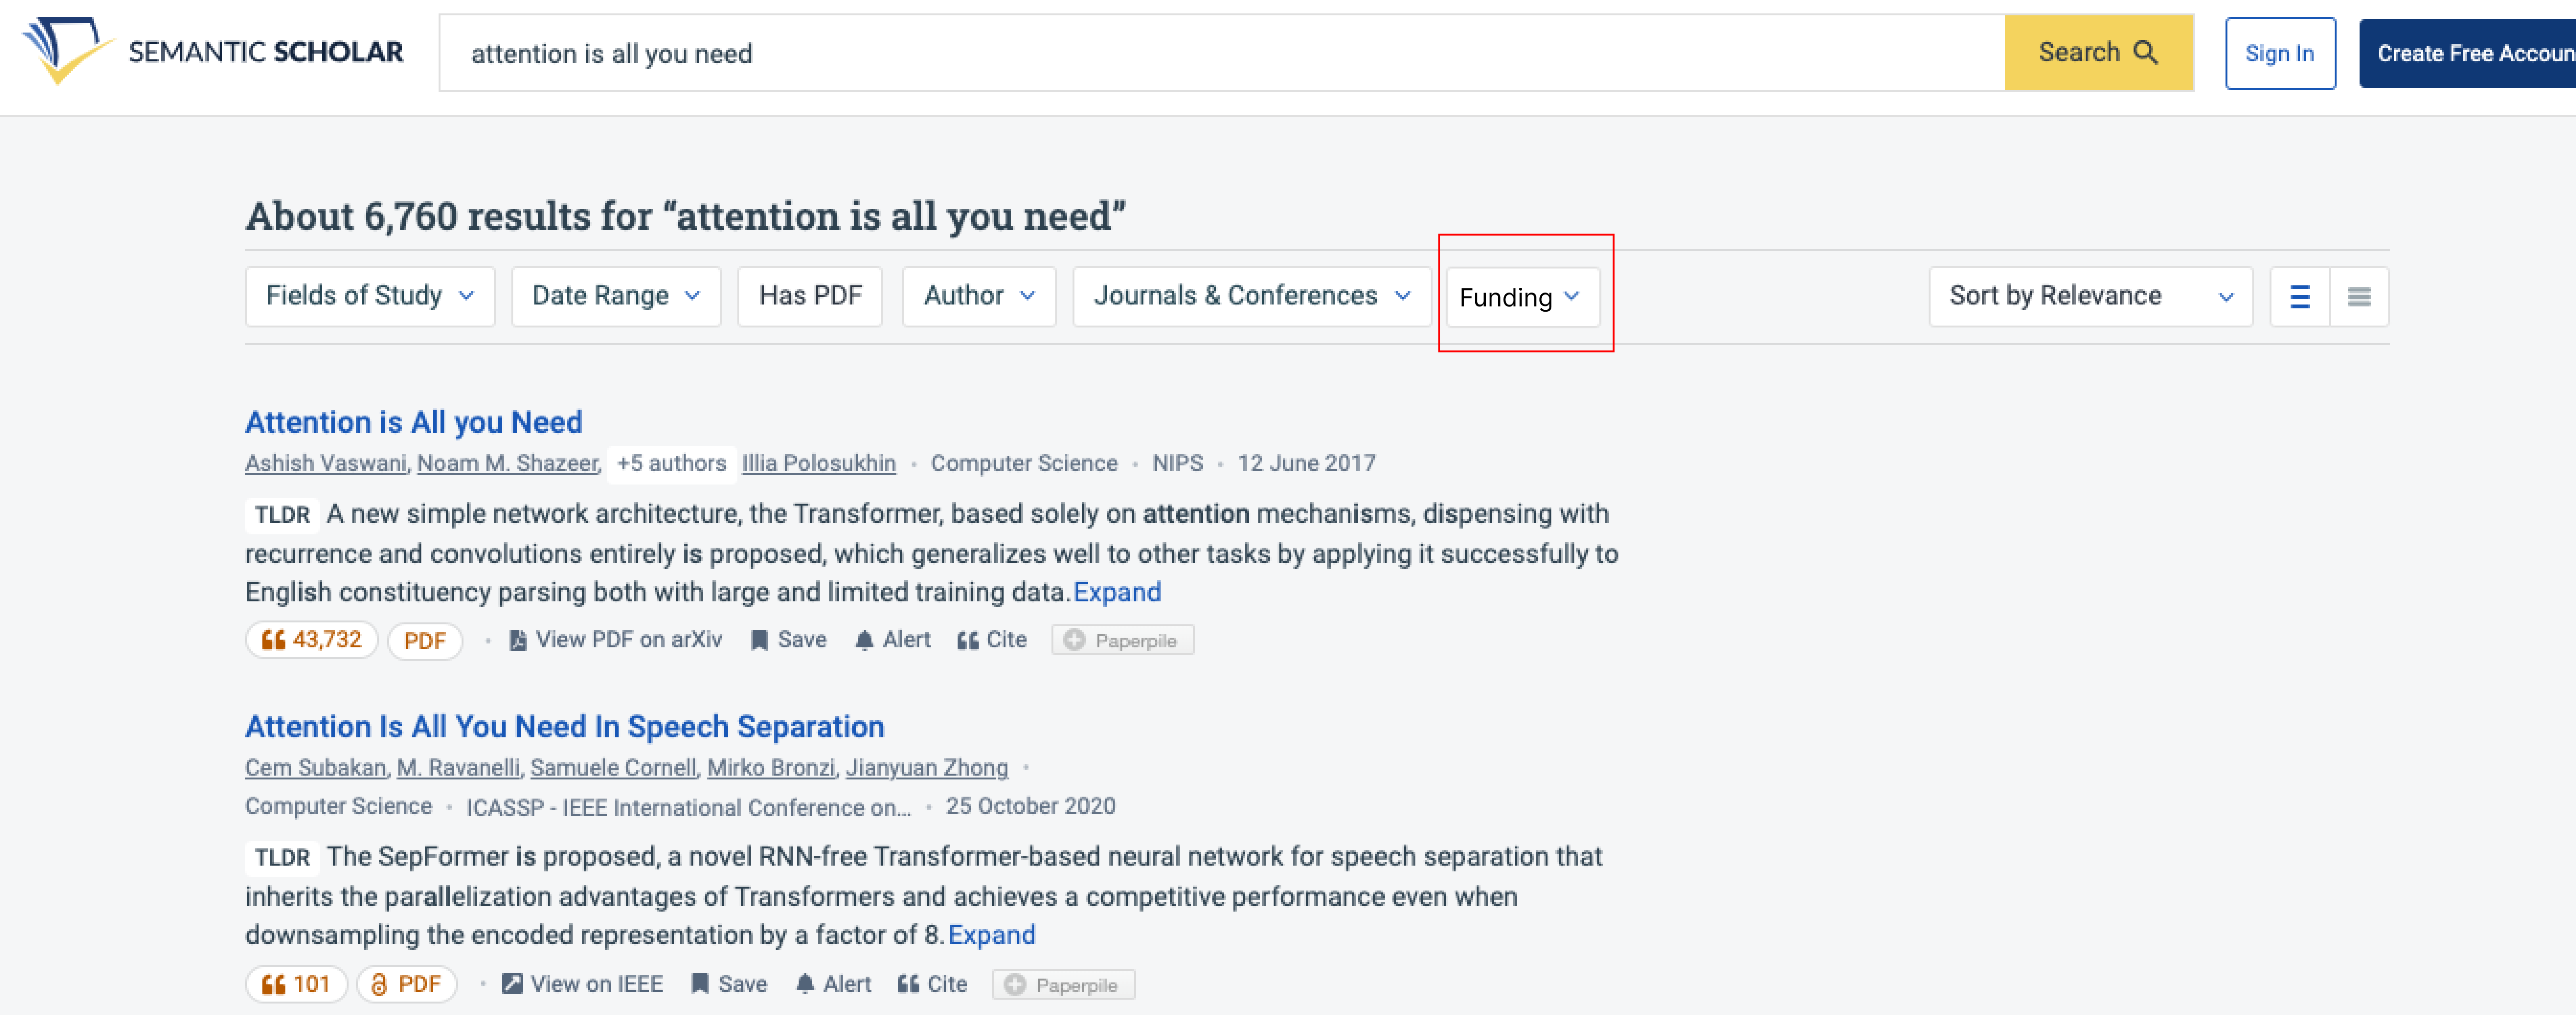 SEMANTIC SCHOLAR
attention is all you need
Search
Sign In
Create Free Accoun
About 6,760 results for “attention is all you need”
Fields of Study
Date Range
Has PDF
Author
Journals & Conferences
Funding
Sort by Relevance
Attention is All you Need
Ashish Vaswani, Noam M. Shazeer, +5 authors Illia Polosukhin • Computer Science • NIPS • 12 June 2017
TLDR A new simple network architecture, the Transformer, based solely on attention mechanisms, dispensing with
recurrence and convolutions entirely is proposed, which generalizes well to other tasks by applying it successfully to
English constituency parsing both with large and limited training data. Expand
43,732 PDF • View PDF on arXiv Save Alert Cite Paperpile
Attention Is All You Need In Speech Separation
Cem Subakan, M. Ravanelli, Samuele Cornell, Mirko Bronzi, Jianyuan Zhong •
Computer Science • ICASSP - IEEE International Conference on… • 25 October 2020
TLDR The SepFormer is proposed, a novel RNN-free Transformer-based neural network for speech separation that
inherits the parallelization advantages of Transformers and achieves a competitive performance even when
downsampling the encoded representation by a factor of 8. Expand
101 PDF • View on IEEE Save Alert Cite Paperpile